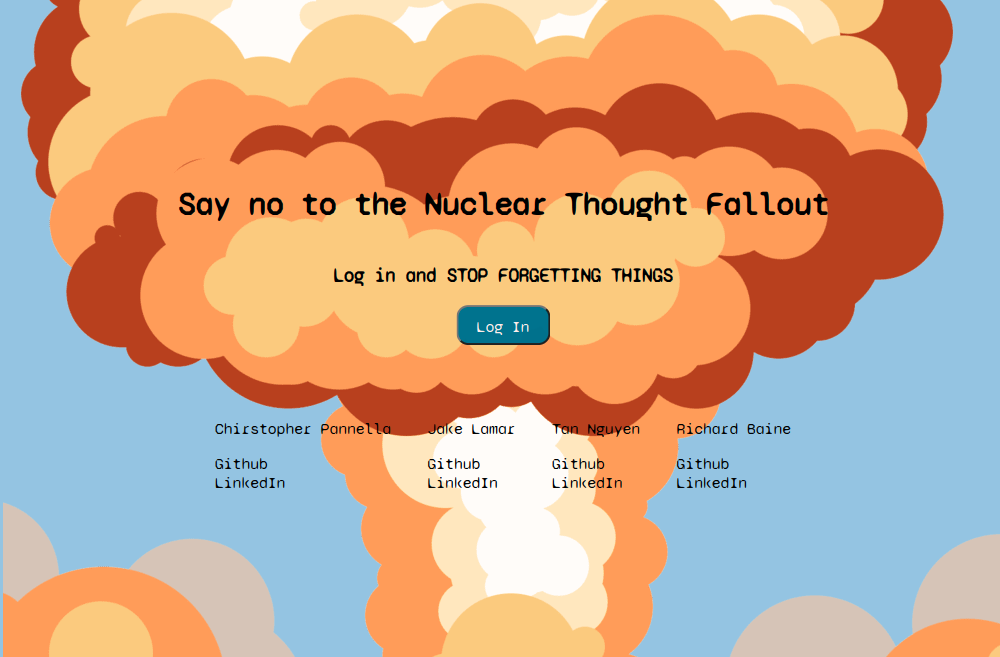 Say no to the Nuclear Thought Fallout
Log in and STOP FORGETTING THINGS
Log In
Chirstopher Pannella Jake Lamar Tan Nguyen Richard Baine
Github Github Github Github
LinkedIn LinkedIn LinkedIn LinkedIn